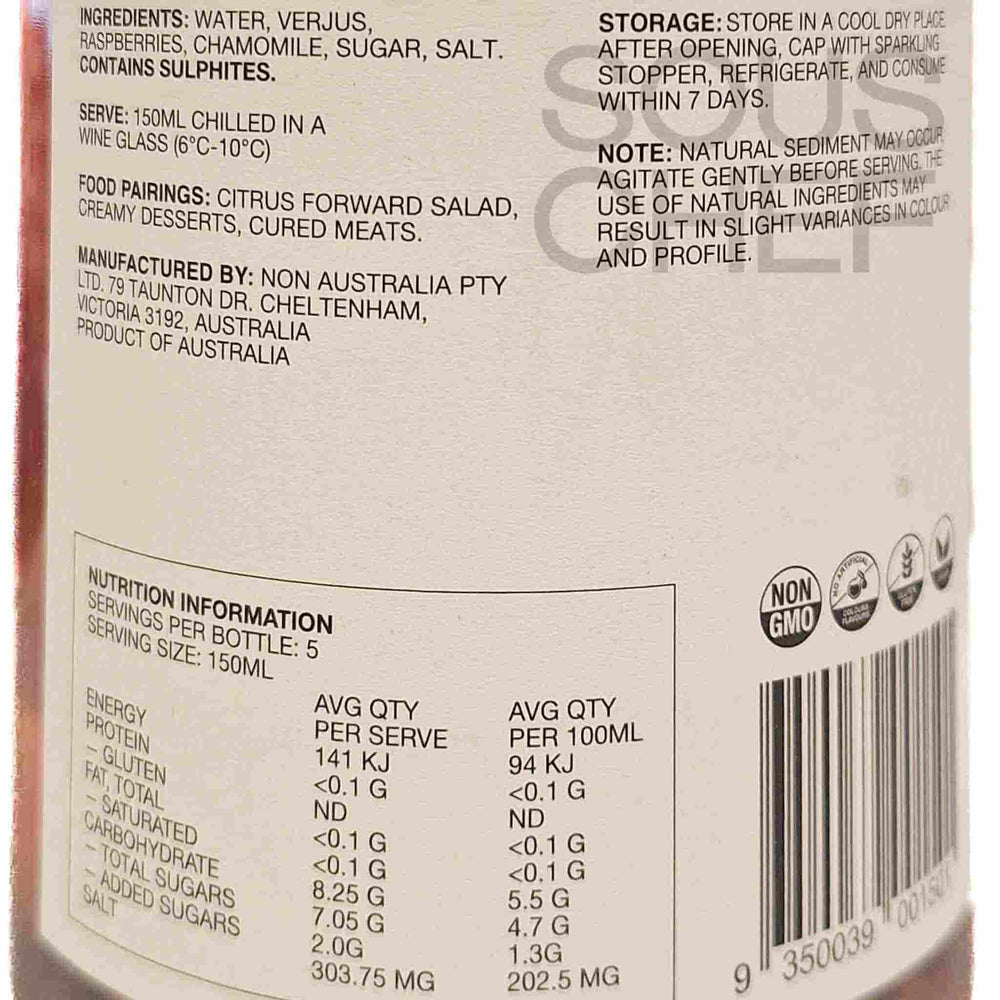 INGREDIENTS: WATER, VERJUS,
RASPBERRIES, CHAMOMILE, SUGAR, SALT.
CONTAINS SULPHITES.
SERVE: 150ML CHILLED IN A
WINE GLASS (6°C-10°C)
FOOD PAIRINGS: CITRUS FORWARD SALAD,
CREAMY DESSERTS, CURED MEATS.
MANUFACTURED BY: NON AUSTRALIA PTY
LTD. 79 TAUNTON DR. CHELTENHAM,
VICTORIA 3192, AUSTRALIA
PRODUCT OF AUSTRALIA
STORAGE: STORE IN A COOL DRY PLACE
AFTER OPENING, CAP WITH SPARKLING
STOPPER, REFRIGERATE, AND CONSUME
WITHIN 7 DAYS.
NOTE: NATURAL SEDIMENT MAY OCCUR,
AGITATE GENTLY BEFORE SERVING. THE
USE OF NATURAL INGREDIENTS MAY
RESULT IN SLIGHT VARIANCES IN COLOUR
AND PROFILE.
SOUS
CHEF
NUTRITION INFORMATION
SERVINGS PER BOTTLE: 5
SERVING SIZE: 150ML
AVG QTY PER SERVE AVG QTY PER 100ML
ENERGY 141 KJ 94 KJ
PROTEIN <0.1 G <0.1 G
– GLUTEN ND ND
FAT, TOTAL <0.1 G <0.1 G
– SATURATED <0.1 G <0.1 G
CARBOHYDRATE 8.25 G 5.5 G
– TOTAL SUGARS 7.05 G 4.7 G
– ADDED SUGARS 2.0G 1.3G
SALT 303.75 MG 202.5 MG
NON
GMO
NO ARTIFICIAL
COLOURS
FLAVOURS
GLUTEN
FREE
9 350039 001501